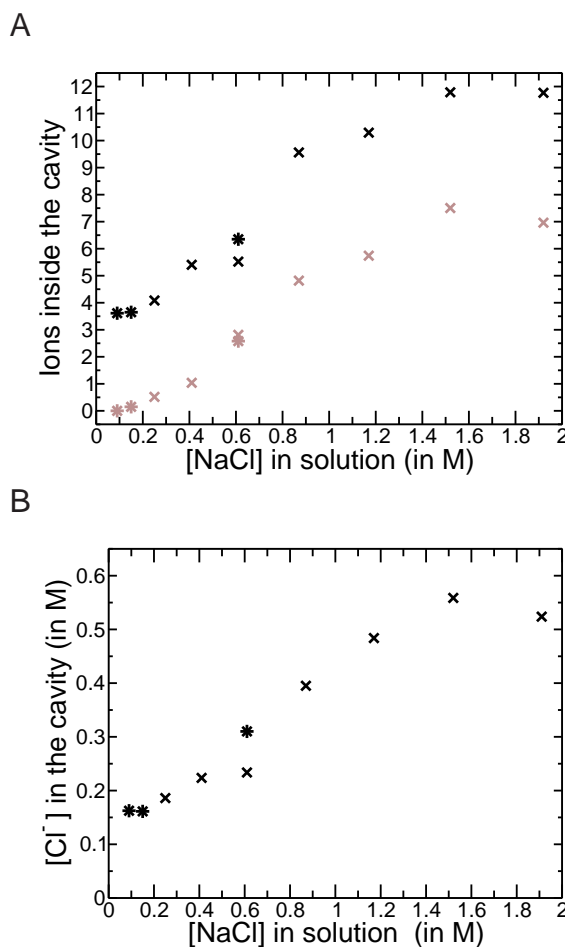 A
12
11
10
9
8
7
6
5
4
3
2
1
0
Ions inside the cavity
0 0.2 0.4 0.6 0.8 1 1.2 1.4 1.6 1.8 2
[NaCl] in solution (in M)
B
0.6
0.5
0.4
0.3
0.2
0.1
0
[Cl⁻] in the cavity (in M)
0 0.2 0.4 0.6 0.8 1 1.2 1.4 1.6 1.8 2
[NaCl] in solution (in M)